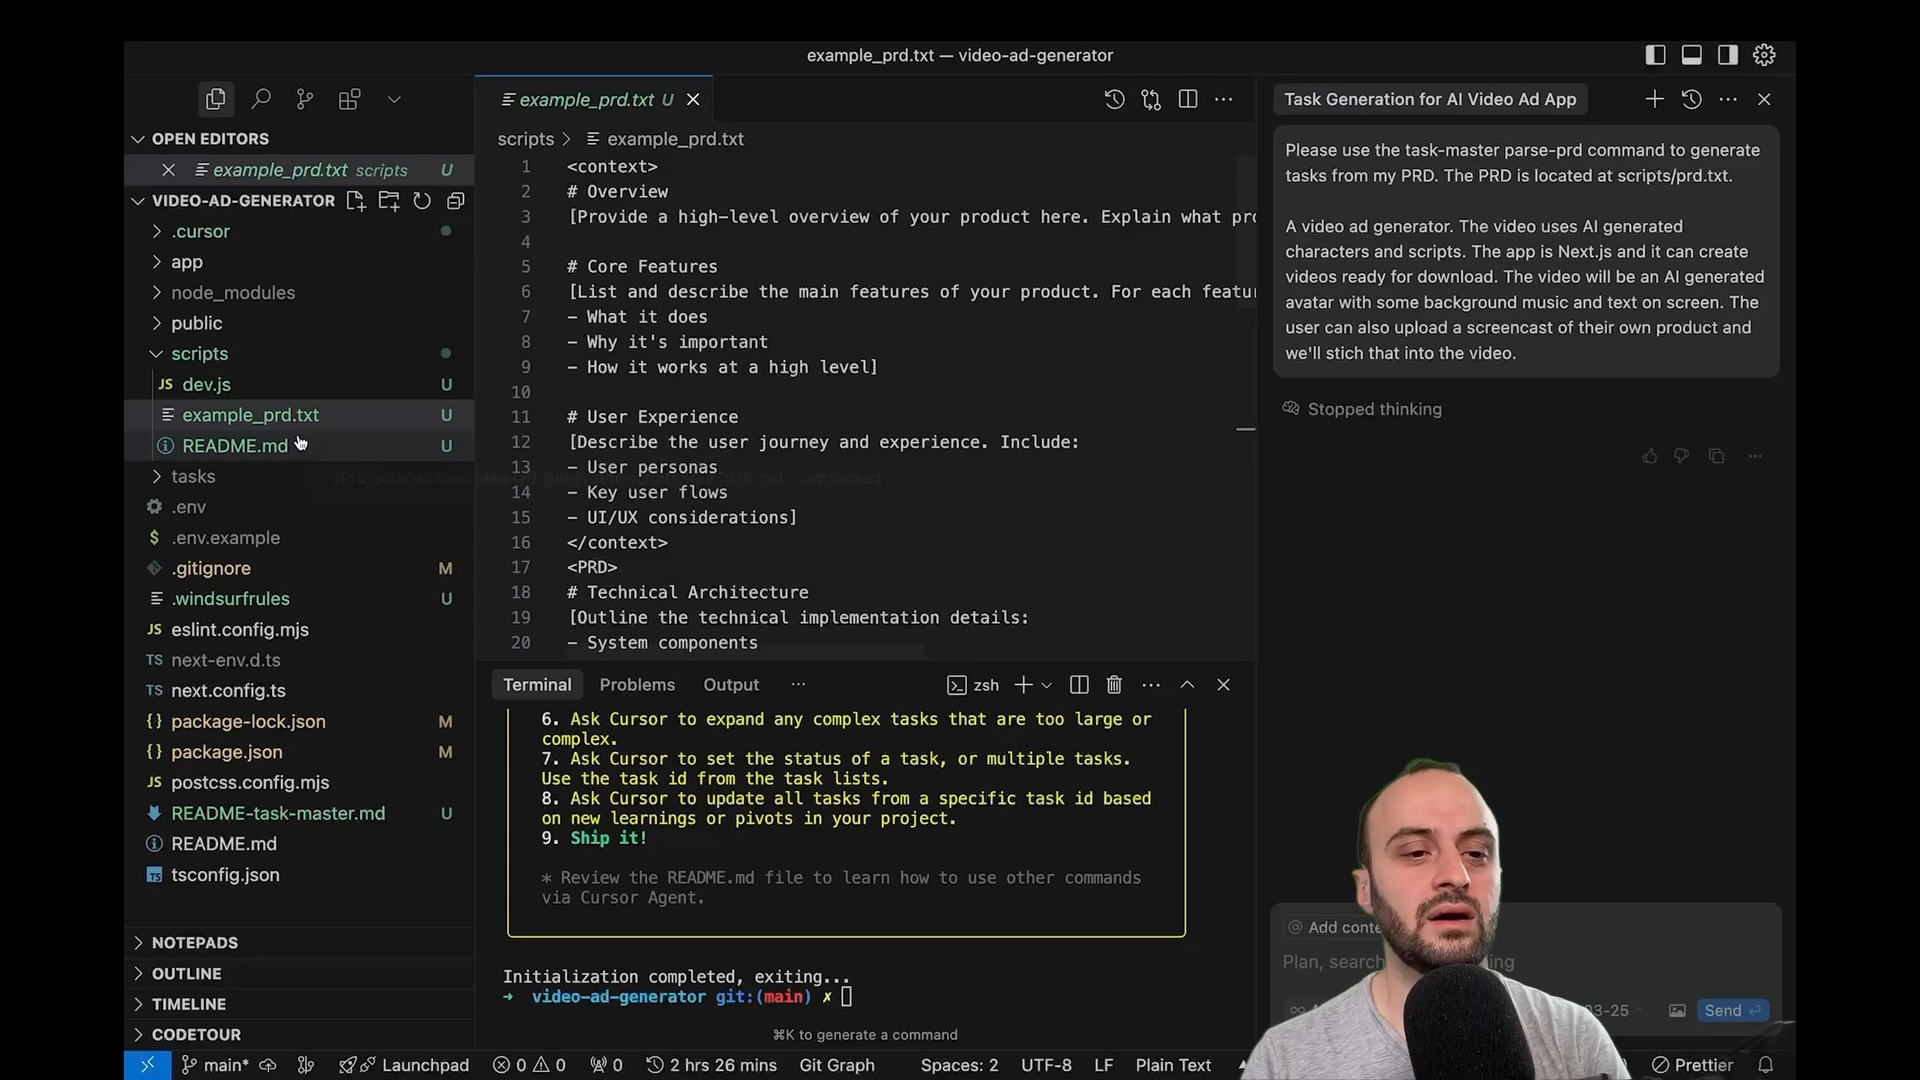 example_prd.txt — video-ad-generator
OPEN EDITORS
example_prd.txt scripts U
VIDEO-AD-GENERATOR
.cursor
app
node_modules
public
scripts
JS dev.js U
example_prd.txt U
README.md U
tasks
.env
$ .env.example
.gitignore M
.windsurfrules U
JS eslint.config.mjs
TS next-env.d.ts
TS next.config.ts
{} package-lock.json M
{} package.json M
JS postcss.config.mjs
README-task-master.md U
README.md
TS tsconfig.json
NOTEPADS
OUTLINE
TIMELINE
CODETOUR
example_prd.txt U
scripts > example_prd.txt
1 <context>
2 # Overview
3 [Provide a high-level overview of your product here. Explain what pr
4
5 # Core Features
6 [List and describe the main features of your product. For each featu
7 - What it does
8 - Why it's important
9 - How it works at a high level]
10
11 # User Experience
12 [Describe the user journey and experience. Include:
13 - User personas
14 - Key user flows
15 - UI/UX considerations]
16 </context>
17 <PRD>
18 # Technical Architecture
19 [Outline the technical implementation details:
20 - System components
Terminal Problems Output ··· zsh
6. Ask Cursor to expand any complex tasks that are too large or
complex.
7. Ask Cursor to set the status of a task, or multiple tasks.
Use the task id from the task lists.
8. Ask Cursor to update all tasks from a specific task id based
on new learnings or pivots in your project.
9. Ship it!
* Review the README.md file to learn how to use other commands
via Cursor Agent.
Initialization completed, exiting...
➜ video-ad-generator git:(main) ✗
⌘K to generate a command
Task Generation for AI Video Ad App
Please use the task-master parse-prd command to generate
tasks from my PRD. The PRD is located at scripts/prd.txt.
A video ad generator. The video uses AI generated
characters and scripts. The app is Next.js and it can create
videos ready for download. The video will be an AI generated
avatar with some background music and text on screen. The
user can also upload a screencast of their own product and
we'll stich that into the video.
Stopped thinking
@ Add conte
Plan, search
03-25 Send
main* Launchpad 0 0 0 2 hrs 26 mins Git Graph Spaces: 2 UTF-8 LF Plain Text Prettier